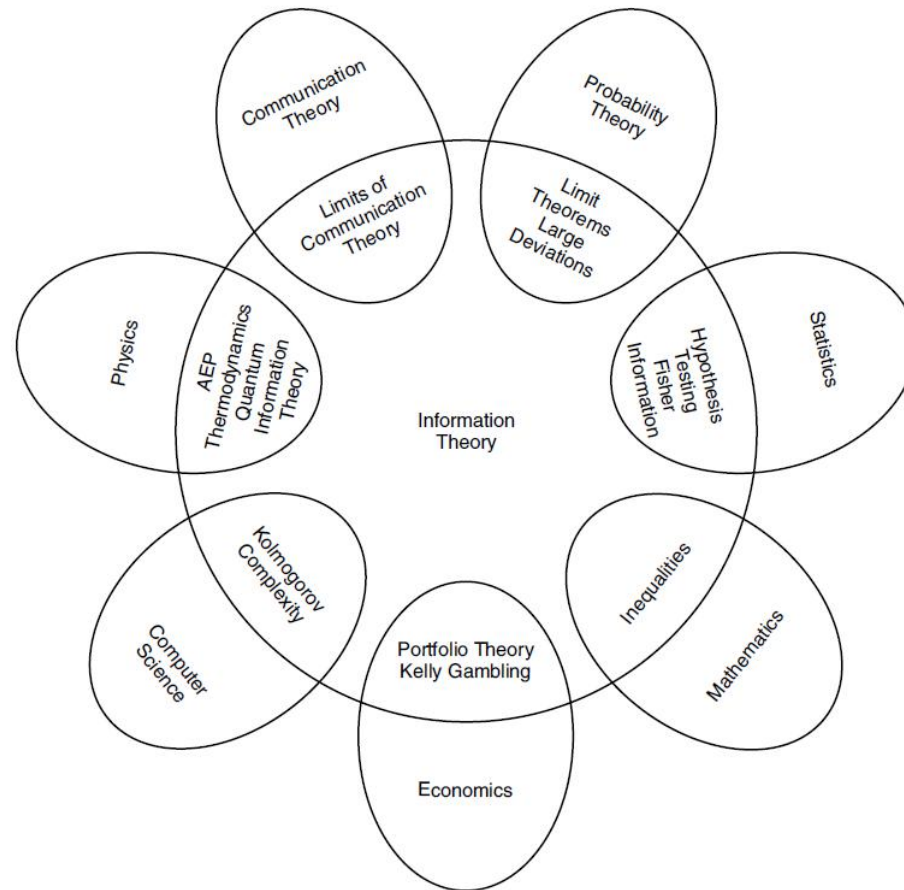 Communication
Theory
Probability
Theory
Limits of
Communication
Theory
Limit
Theorems
Large
Deviations
Physics
AEP
Thermodynamics
Quantum
Information
Theory
Hypothesis
Testing
Fisher
Information
Statistics
Information
Theory
Kolmogorov
Complexity
Computer
Science
Portfolio Theory
Kelly Gambling
Economics
Inequalities
Mathematics